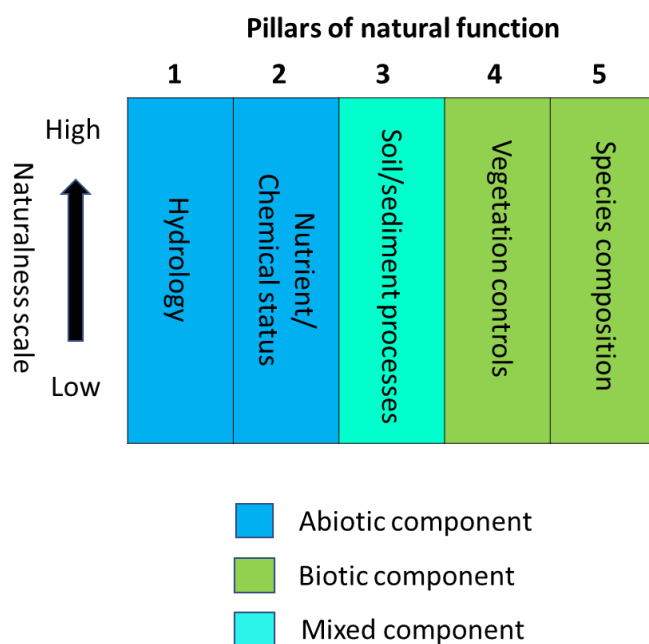 Pillars of natural function
1 2 3 4 5
High
Naturalness scale
Low
Hydrology
Nutrient/
Chemical status
Soil/sediment processes
Vegetation controls
Species composition
Abiotic component
Biotic component
Mixed component